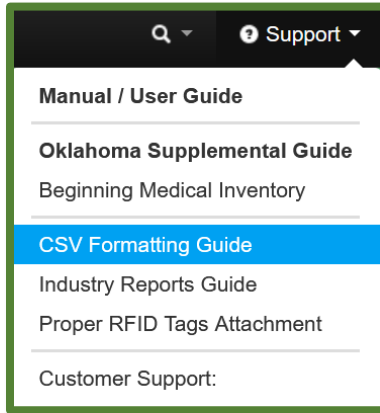 Support
Manual / User Guide
Oklahoma Supplemental Guide
Beginning Medical Inventory
CSV Formatting Guide
Industry Reports Guide
Proper RFID Tags Attachment
Customer Support: